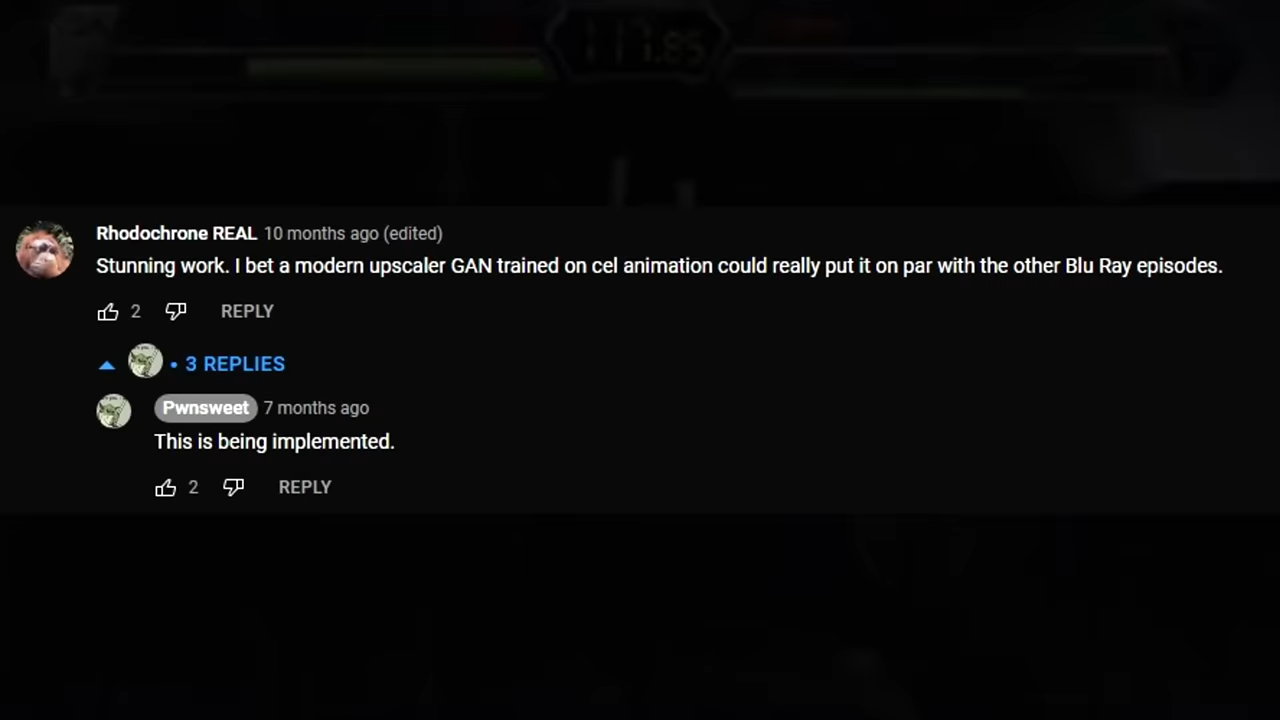 117.85
Rhodochrone REAL 10 months ago (edited)
Stunning work. I bet a modern upscaler GAN trained on cel animation could really put it on par with the other Blu Ray episodes.
2 REPLY
• 3 REPLIES
Pwnsweet 7 months ago
This is being implemented.
2 REPLY